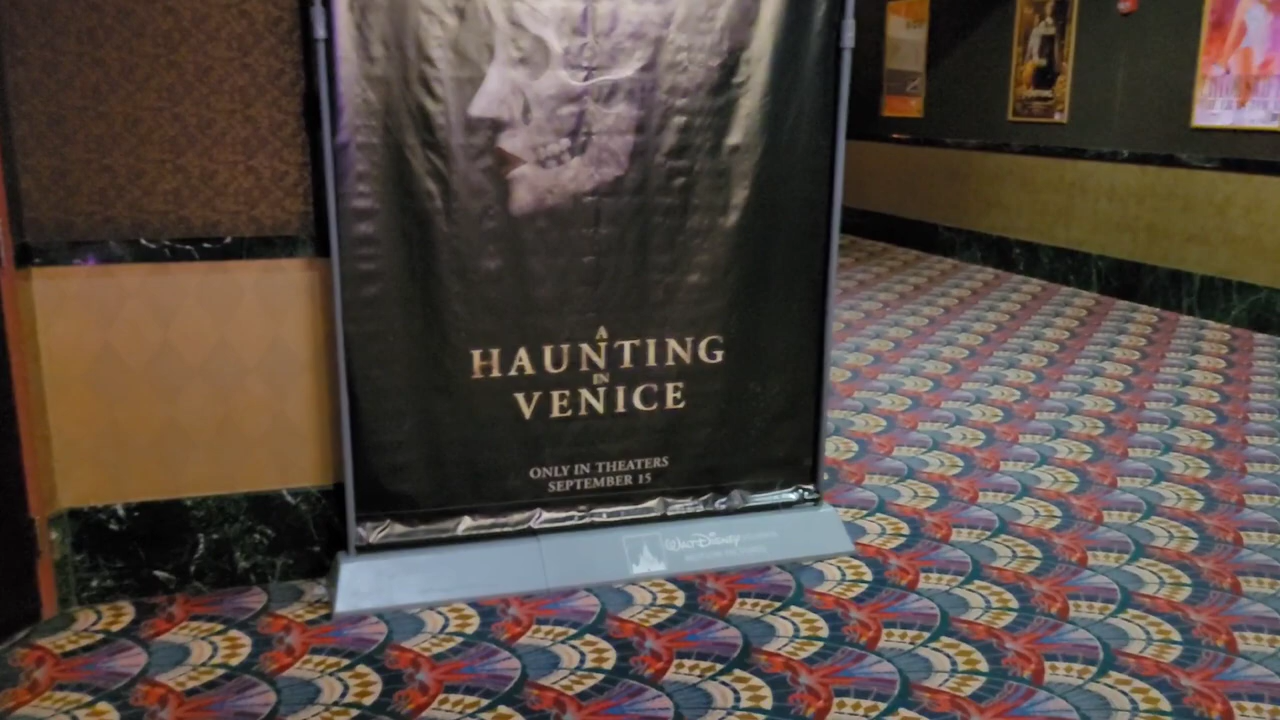 A
HAUNTING
IN
VENICE
ONLY IN THEATERS
SEPTEMBER 15
WALT DISNEY